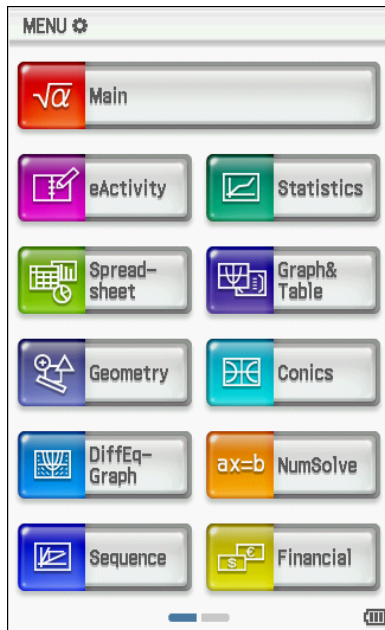 MENU
√α Main
eActivity
Statistics
Spread-
sheet
Graph&
Table
Geometry
Conics
DiffEq-
Graph
ax=b NumSolve
Sequence
$ € Financial